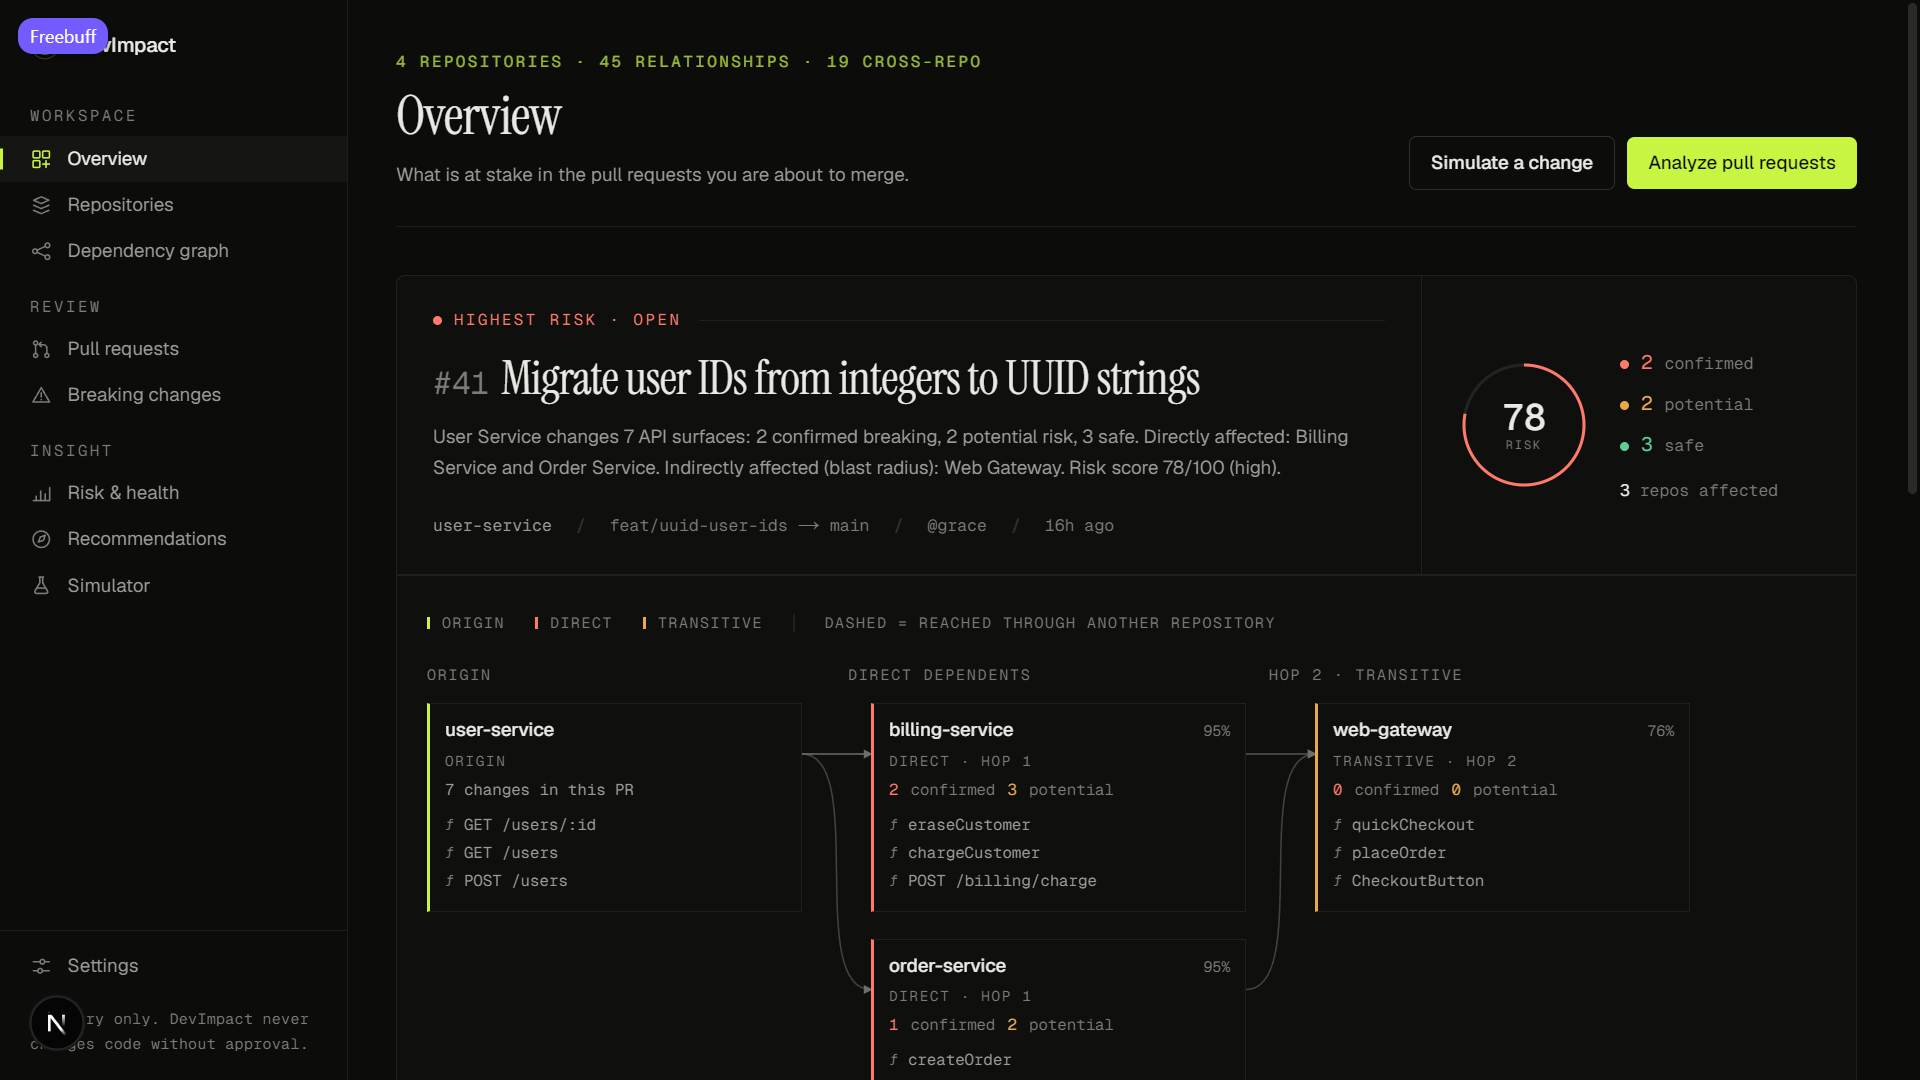 Freebuff
vImpact
WORKSPACE
Overview
Repositories
Dependency graph
REVIEW
Pull requests
Breaking changes
INSIGHT
Risk & health
Recommendations
Simulator
Settings
N
ry only. DevImpact never
es code without approval.
4 REPOSITORIES · 45 RELATIONSHIPS · 19 CROSS-REPO
Overview
What is at stake in the pull requests you are about to merge.
Simulate a change
Analyze pull requests
HIGHEST RISK · OPEN
#41 Migrate user IDs from integers to UUID strings
User Service changes 7 API surfaces: 2 confirmed breaking, 2 potential risk, 3 safe. Directly affected: Billing
Service and Order Service. Indirectly affected (blast radius): Web Gateway. Risk score 78/100 (high).
user-service / feat/uuid-user-ids → main / @grace / 16h ago
78
RISK
2 confirmed
2 potential
3 safe
3 repos affected
ORIGIN DIRECT TRANSITIVE DASHED = REACHED THROUGH ANOTHER REPOSITORY
ORIGIN
user-service
ORIGIN
7 changes in this PR
f GET /users/:id
f GET /users
f POST /users
DIRECT DEPENDENTS
billing-service 95%
DIRECT · HOP 1
2 confirmed 3 potential
f eraseCustomer
f chargeCustomer
f POST /billing/charge
order-service 95%
DIRECT · HOP 1
1 confirmed 2 potential
f createOrder
HOP 2 · TRANSITIVE
web-gateway 76%
TRANSITIVE · HOP 2
0 confirmed 0 potential
f quickCheckout
f placeOrder
f CheckoutButton